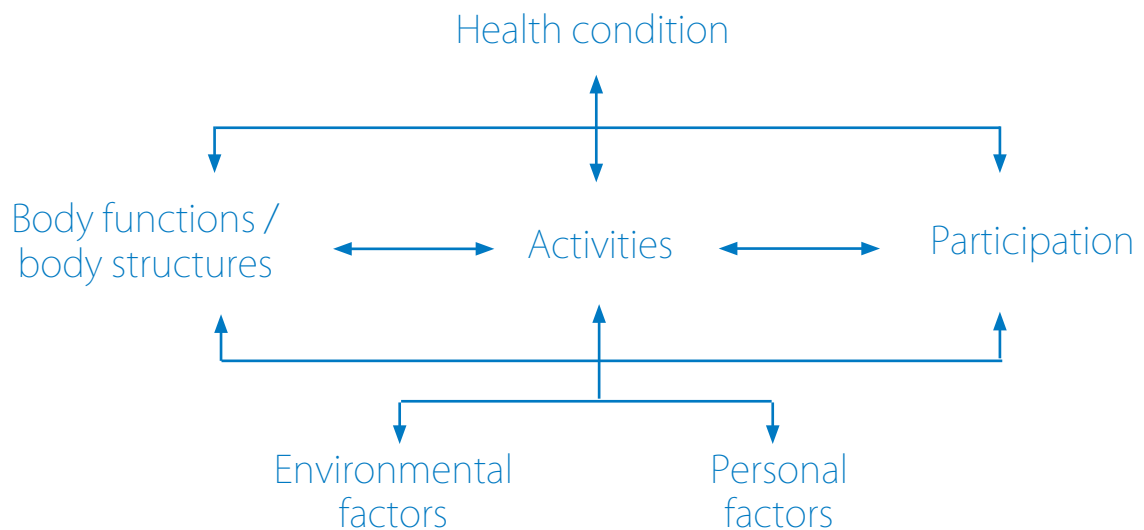 Health condition
Body functions /
body structures
Activities
Participation
Environmental
factors
Personal
factors